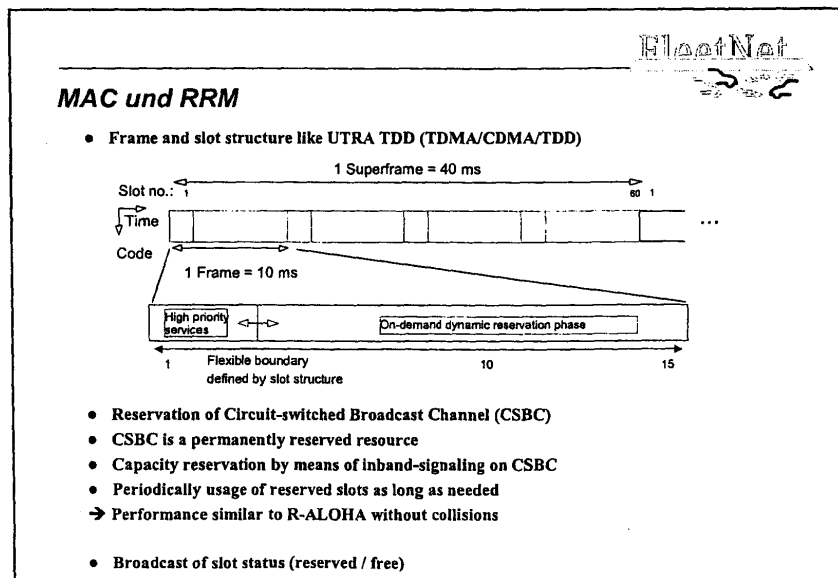 FleetNet
MAC und RRM
• Frame and slot structure like UTRA TDD (TDMA/CDMA/TDD)
1 Superframe = 40 ms
Slot no.: 1 60 1
Time ...
Code
1 Frame = 10 ms
High priority
services
On-demand dynamic reservation phase
1 Flexible boundary 10 15
defined by slot structure
• Reservation of Circuit-switched Broadcast Channel (CSBC)
• CSBC is a permanently reserved resource
• Capacity reservation by means of inband-signaling on CSBC
• Periodically usage of reserved slots as long as needed
➔ Performance similar to R-ALOHA without collisions
• Broadcast of slot status (reserved / free)